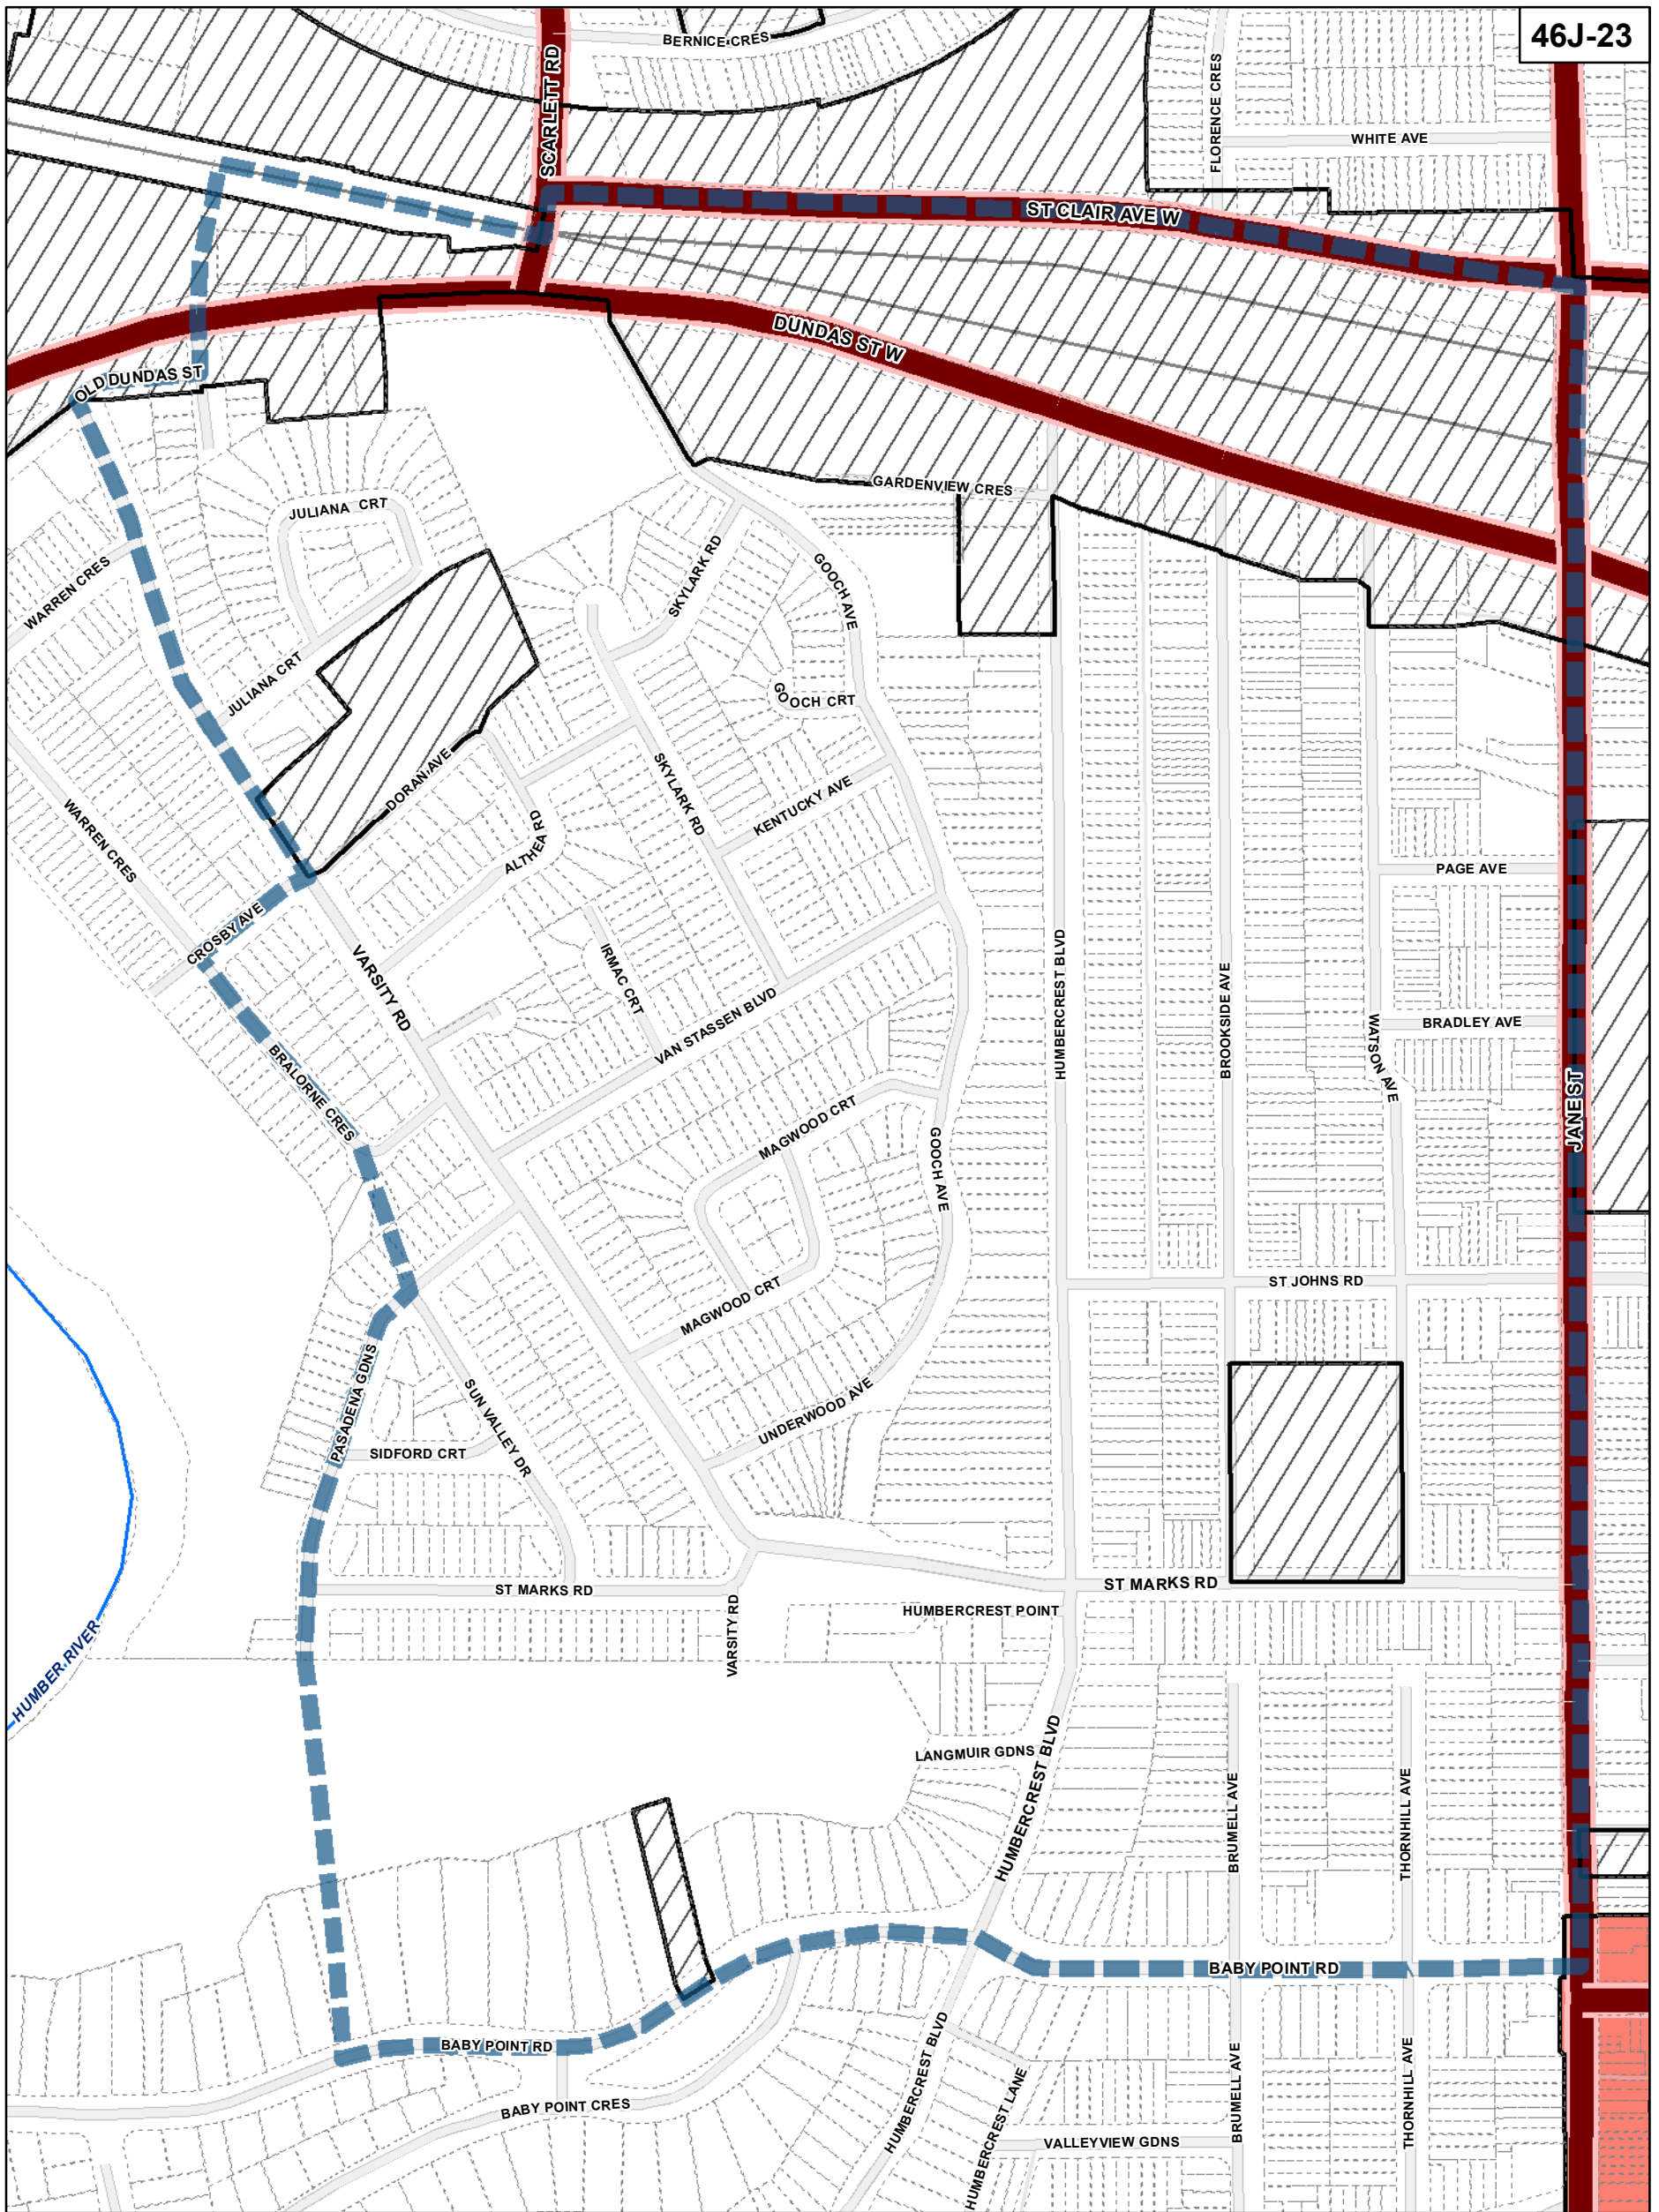 46J-23
BERNICE CRES
SCARLETT RD
FLORENCE CRES
WHITE AVE
ST CLAIR AVE W
DUNDAS ST W
OLD DUNDAS ST
GARDENVIEW CRES
JULIANA CRT
WARREN CRES
SKYLARK RD
GOOCH AVE
JULIANA CRT
GOOCH CRT
DORAN AVE
SKYLARK RD
KENTUCKY AVE
WARREN CRES
ALTHEA RD
PAGE AVE
CROSBY AVE
VARSITY RD
IRMAC CRT
VAN STASSEN BLVD
HUMBERCREST BLVD
BROOKSIDE AVE
WATSON AVE
BRADLEY AVE
BRALORNE CRES
MAGWOOD CRT
GOOCH AVE
JANE ST
ST JOHNS RD
MAGWOOD CRT
PASADENA GDNS
SUN VALLEY DR
UNDERWOOD AVE
SIDFORD CRT
ST MARKS RD
ST MARKS RD
HUMBERCREST POINT
VARSITY RD
HUMBER RIVER
LANGMUIR GDNS
HUMBERCREST BLVD
BRUMELL AVE
THORNHILL AVE
BABY POINT RD
BABY POINT RD
BABY POINT CRES
HUMBERCREST BLVD
HUMBERCREST LANE
BRUMELL AVE
THORNHILL AVE
VALLEYVIEW GDNS